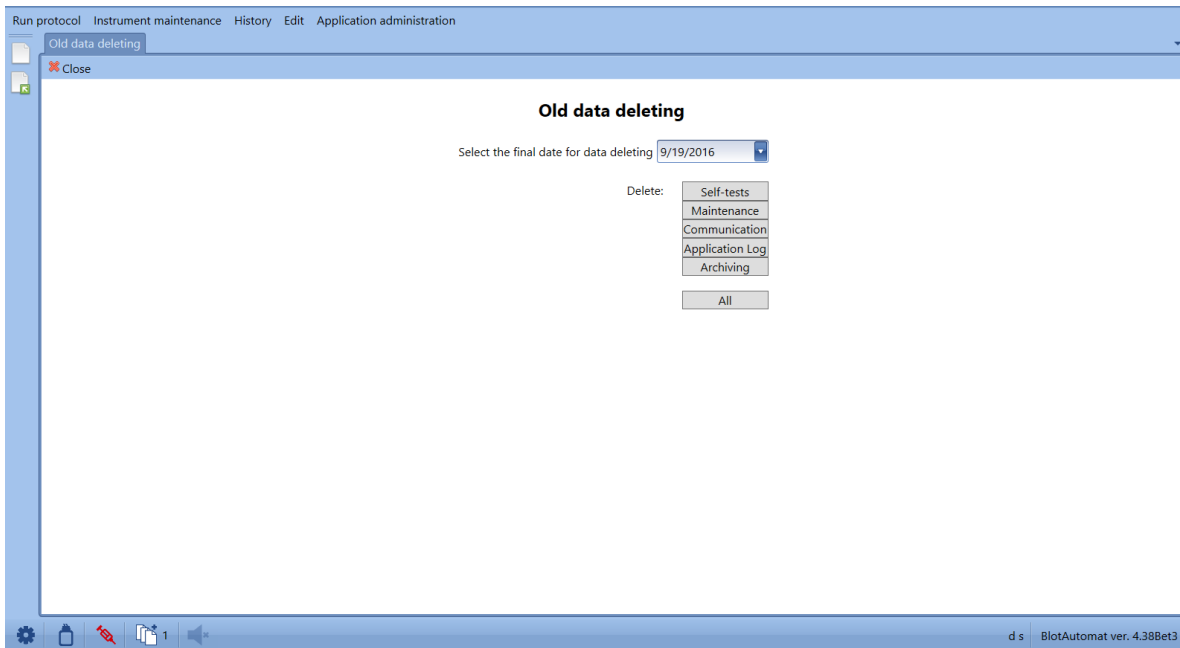 Run protocol Instrument maintenance History Edit Application administration
Old data deleting
Close
Old data deleting
Select the final date for data deleting 9/19/2016
Delete: Self-tests
Maintenance
Communication
Application Log
Archiving
All
1 d s BlotAutomat ver. 4.38Bet3